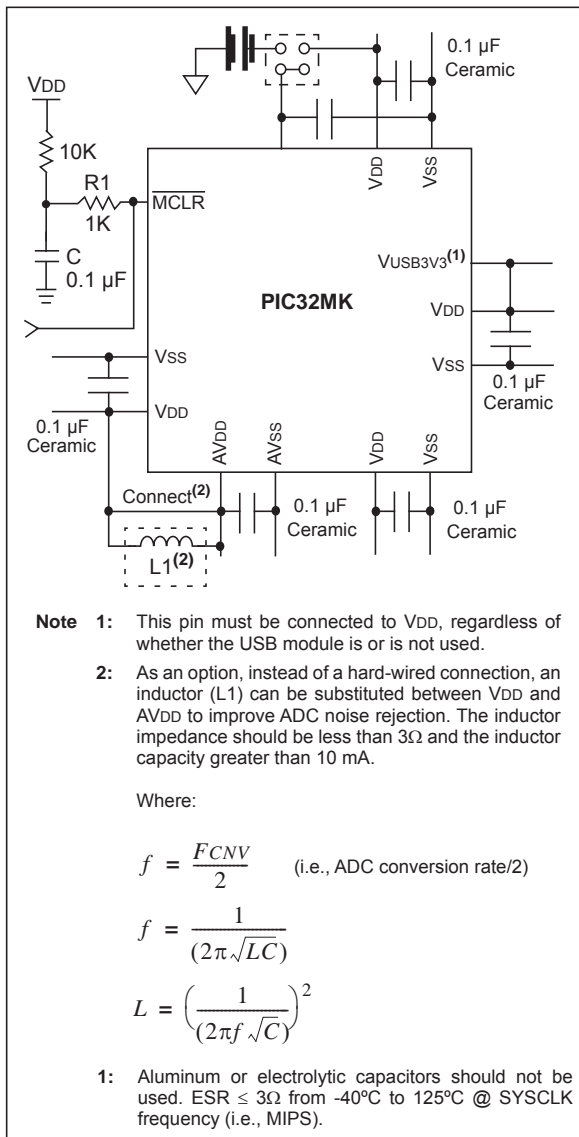 0.1 µF
Ceramic
VDD
10K
R1
1K
MCLR
C
0.1 µF
VDD
VSS
VUSB3V3(1)
PIC32MK
VDD
VSS
0.1 µF
Ceramic
VSS
VDD
0.1 µF
Ceramic
AVDD
AVSS
VDD
VSS
Connect(2)
L1(2)
0.1 µF
Ceramic
0.1 µF
Ceramic
Note 1: This pin must be connected to VDD, regardless of
whether the USB module is or is not used.
2: As an option, instead of a hard-wired connection, an
inductor (L1) can be substituted between VDD and
AVDD to improve ADC noise rejection. The inductor
impedance should be less than 3Ω and the inductor
capacity greater than 10 mA.
Where:
f = FCNV / 2 (i.e., ADC conversion rate/2)
f = 1 / (2π√LC)
L = (1 / (2πf√C))2
1: Aluminum or electrolytic capacitors should not be
used. ESR ≤ 3Ω from -40ºC to 125ºC @ SYSCLK
frequency (i.e., MIPS).